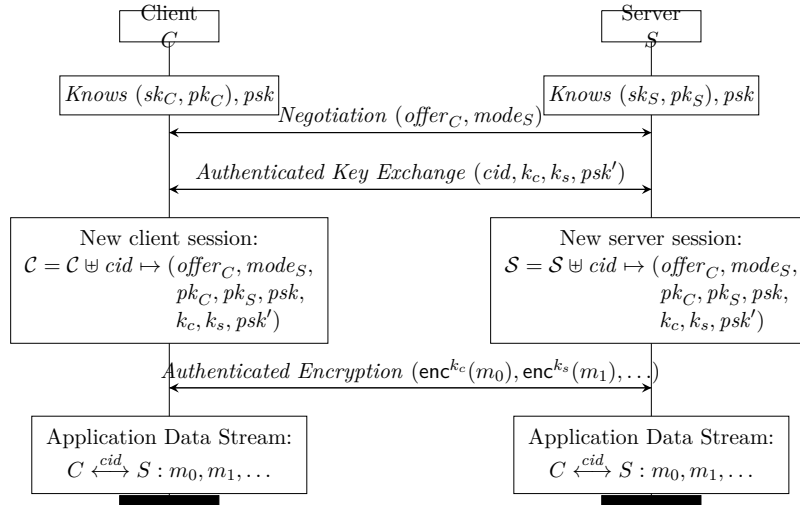 Client
C
Server
S
Knows (sk_C, pk_C), psk
Knows (sk_S, pk_S), psk
Negotiation (offer_C, mode_S)
Authenticated Key Exchange (cid, k_c, k_s, psk′)
New client session:
𝒞 = 𝒞 ⊎ cid ↦ (offer_C, mode_S,
pk_C, pk_S, psk,
k_c, k_s, psk′)
New server session:
𝒮 = 𝒮 ⊎ cid ↦ (offer_C, mode_S,
pk_C, pk_S, psk,
k_c, k_s, psk′)
Authenticated Encryption (enc^{k_c}(m_0), enc^{k_s}(m_1), …)
Application Data Stream:
C ⟷^{cid} S : m_0, m_1, …
Application Data Stream:
C ⟷^{cid} S : m_0, m_1, …